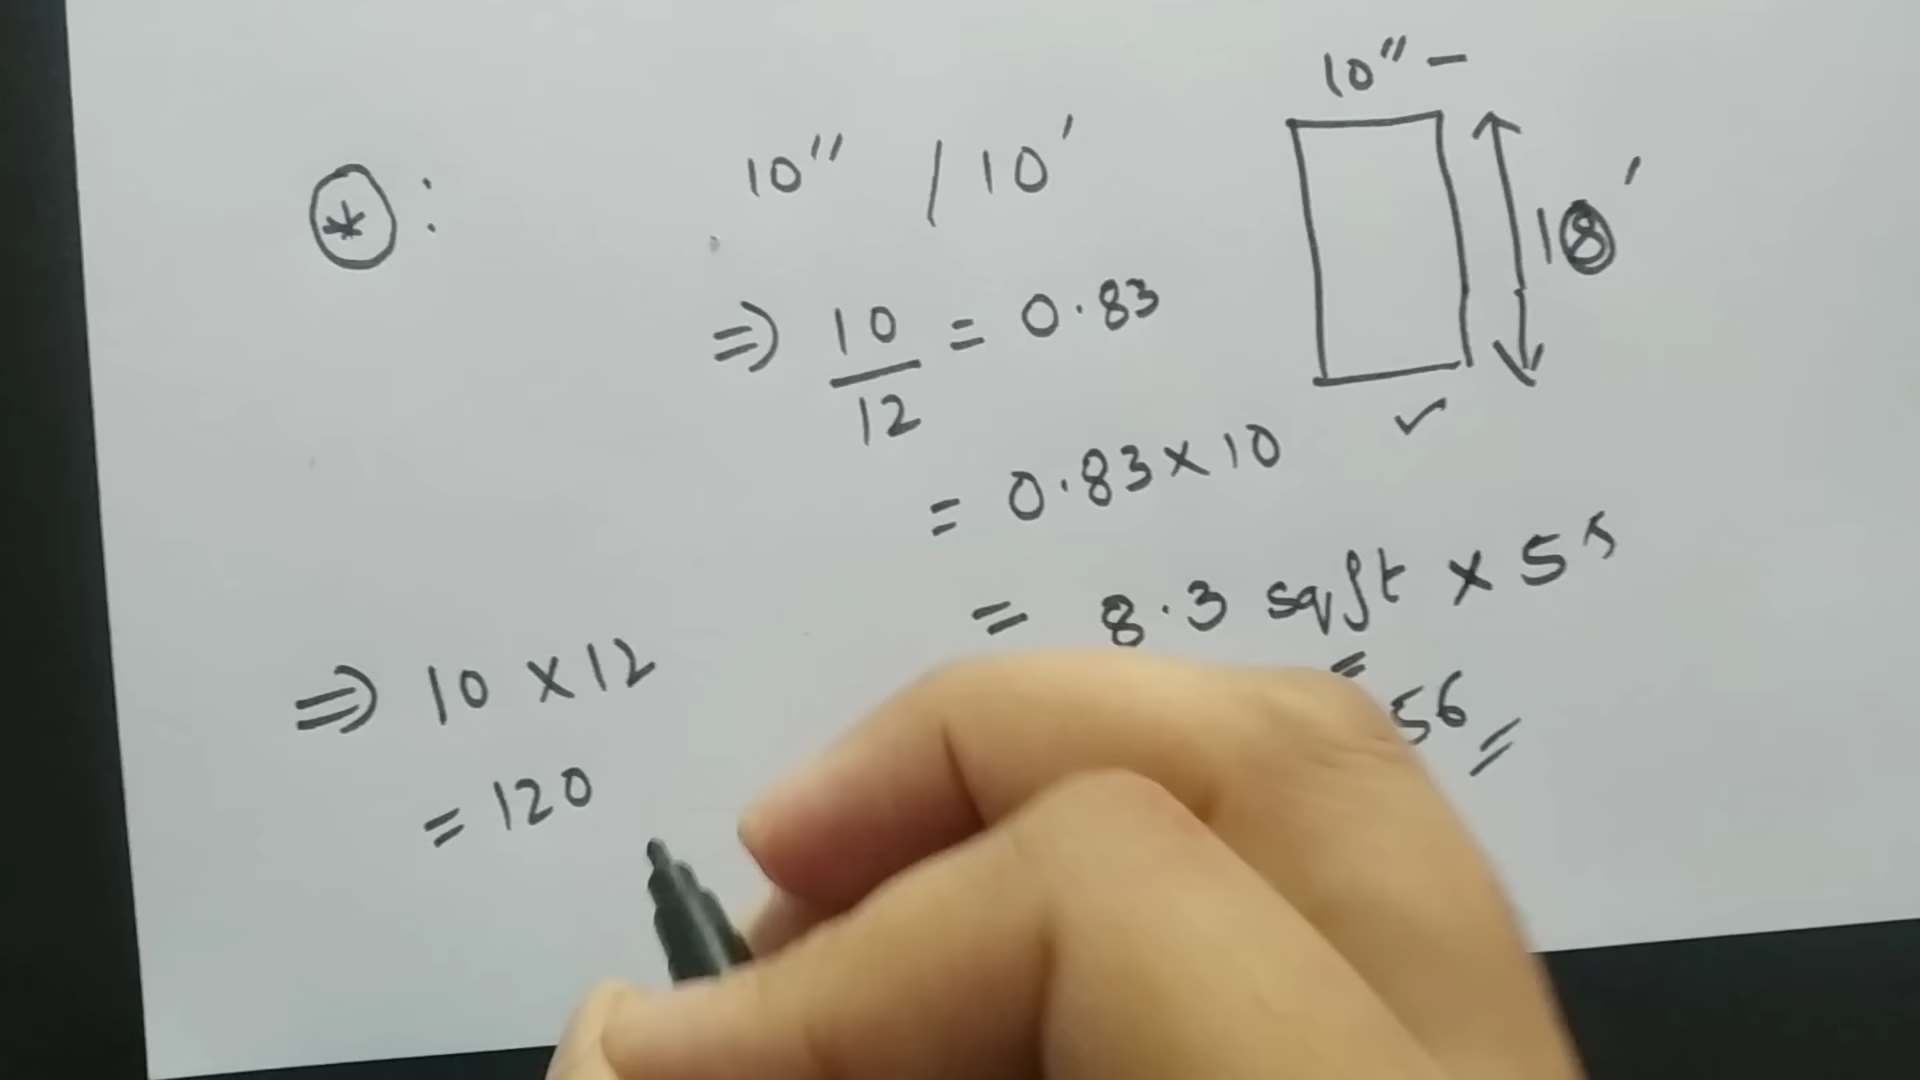 10" -
10" / 10'
18'
⇒ 10/12 = 0.83
= 0.83 × 10
= 8.3 sqft × 55
⇒ 10 × 12
=
56
= 120